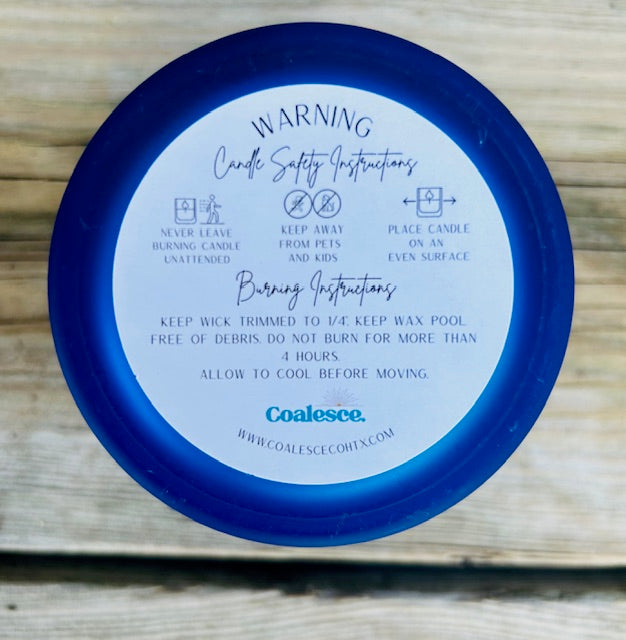 WARNING
Candle Safety Instructions
NEVER LEAVE
BURNING CANDLE
UNATTENDED
KEEP AWAY
FROM PETS
AND KIDS
PLACE CANDLE
ON AN
EVEN SURFACE
Burning Instructions
KEEP WICK TRIMMED TO 1/4". KEEP WAX POOL
FREE OF DEBRIS. DO NOT BURN FOR MORE THAN
4 HOURS.
ALLOW TO COOL BEFORE MOVING.
Coalesce.
WWW.COALESCECOHTX.COM